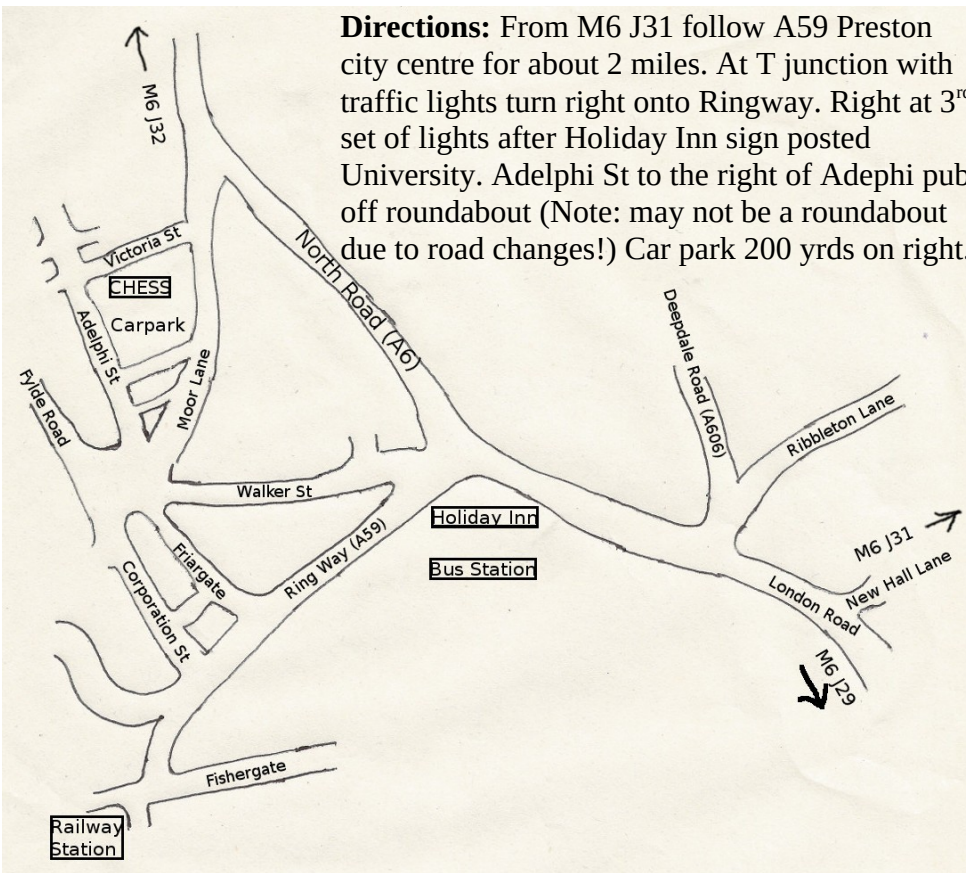 Directions: From M6 J31 follow A59 Preston
city centre for about 2 miles. At T junction with
traffic lights turn right onto Ringway. Right at 3rd
set of lights after Holiday Inn sign posted
University. Adelphi St to the right of Adephi pub
off roundabout (Note: may not be a roundabout
due to road changes!) Car park 200 yrds on right.
M6 J32
Victoria St
CHESS
Carpark
Adelphi St
Fylde Road
Moor Lane
North Road (A6)
Deepdale Road (A606)
Ribbleton Lane
Walker St
Holiday Inn
Bus Station
Ring Way (A59)
Friargate
Corporation St
M6 J31
New Hall Lane
London Road
M6 J29
Fishergate
Railway
Station